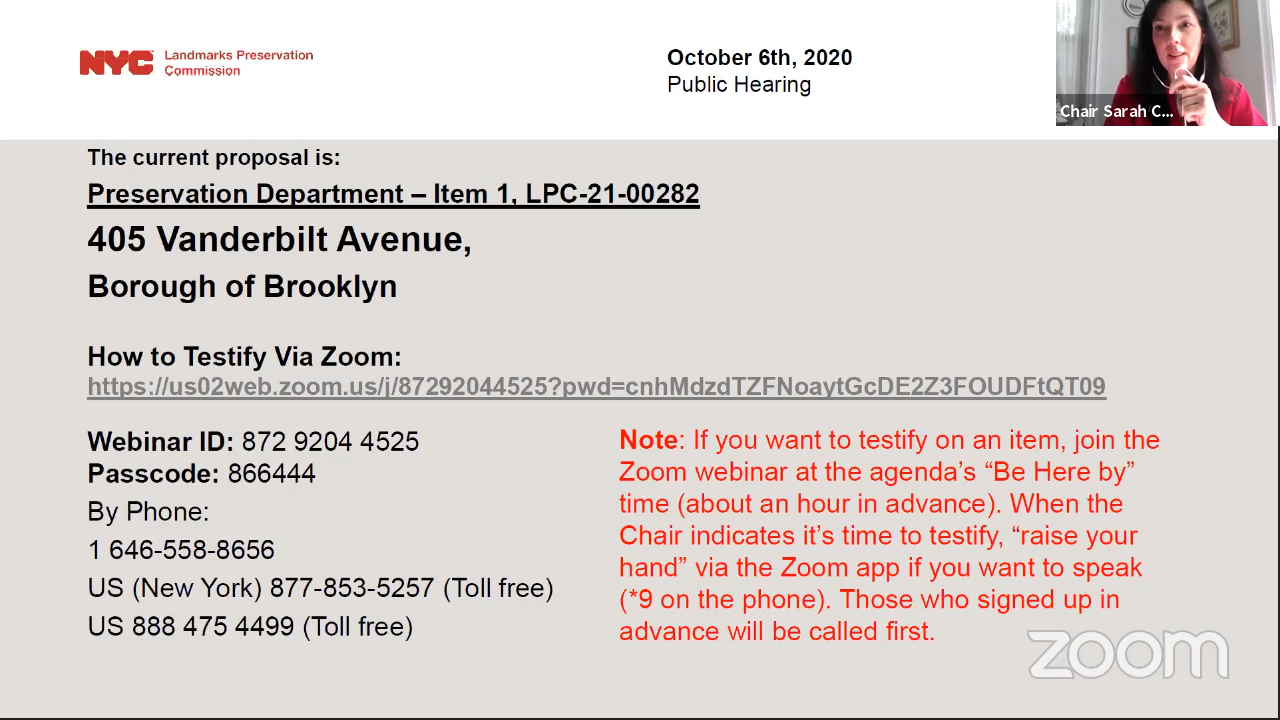 NYC Landmarks Preservation
Commission
October 6th, 2020
Public Hearing
Chair Sarah C...
The current proposal is:
Preservation Department – Item 1, LPC-21-00282
405 Vanderbilt Avenue,
Borough of Brooklyn
How to Testify Via Zoom:
https://us02web.zoom.us/j/87292044525?pwd=cnhMdzdTZFNoaytGcDE2Z3FOUDFtQT09
Webinar ID: 872 9204 4525
Passcode: 866444
By Phone:
1 646-558-8656
US (New York) 877-853-5257 (Toll free)
US 888 475 4499 (Toll free)
Note: If you want to testify on an item, join the
Zoom webinar at the agenda’s “Be Here by”
time (about an hour in advance). When the
Chair indicates it’s time to testify, “raise your
hand” via the Zoom app if you want to speak
(*9 on the phone). Those who signed up in
advance will be called first.
zoom